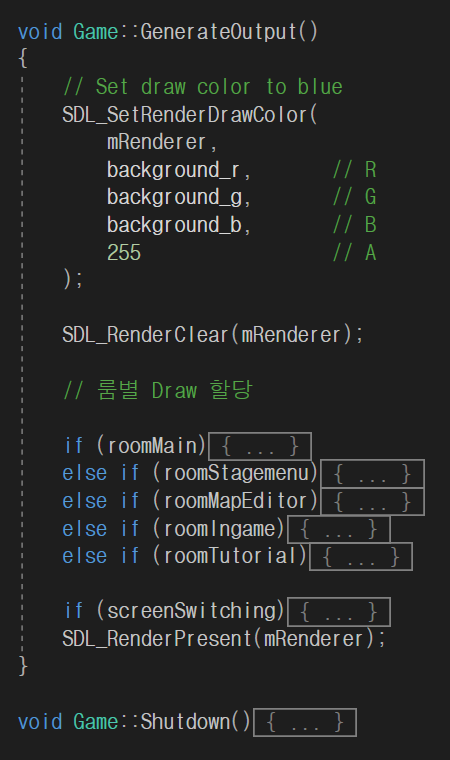 void Game::GenerateOutput()
{
// Set draw color to blue
SDL_SetRenderDrawColor(
mRenderer,
background_r, // R
background_g, // G
background_b, // B
255 // A
);
SDL_RenderClear(mRenderer);
// 룸별 Draw 할당
if (roomMain){ ... }
else if (roomStagemenu){ ... }
else if (roomMapEditor){ ... }
else if (roomIngame){ ... }
else if (roomTutorial){ ... }
if (screenSwitching){ ... }
SDL_RenderPresent(mRenderer);
}
void Game::Shutdown(){ ... }